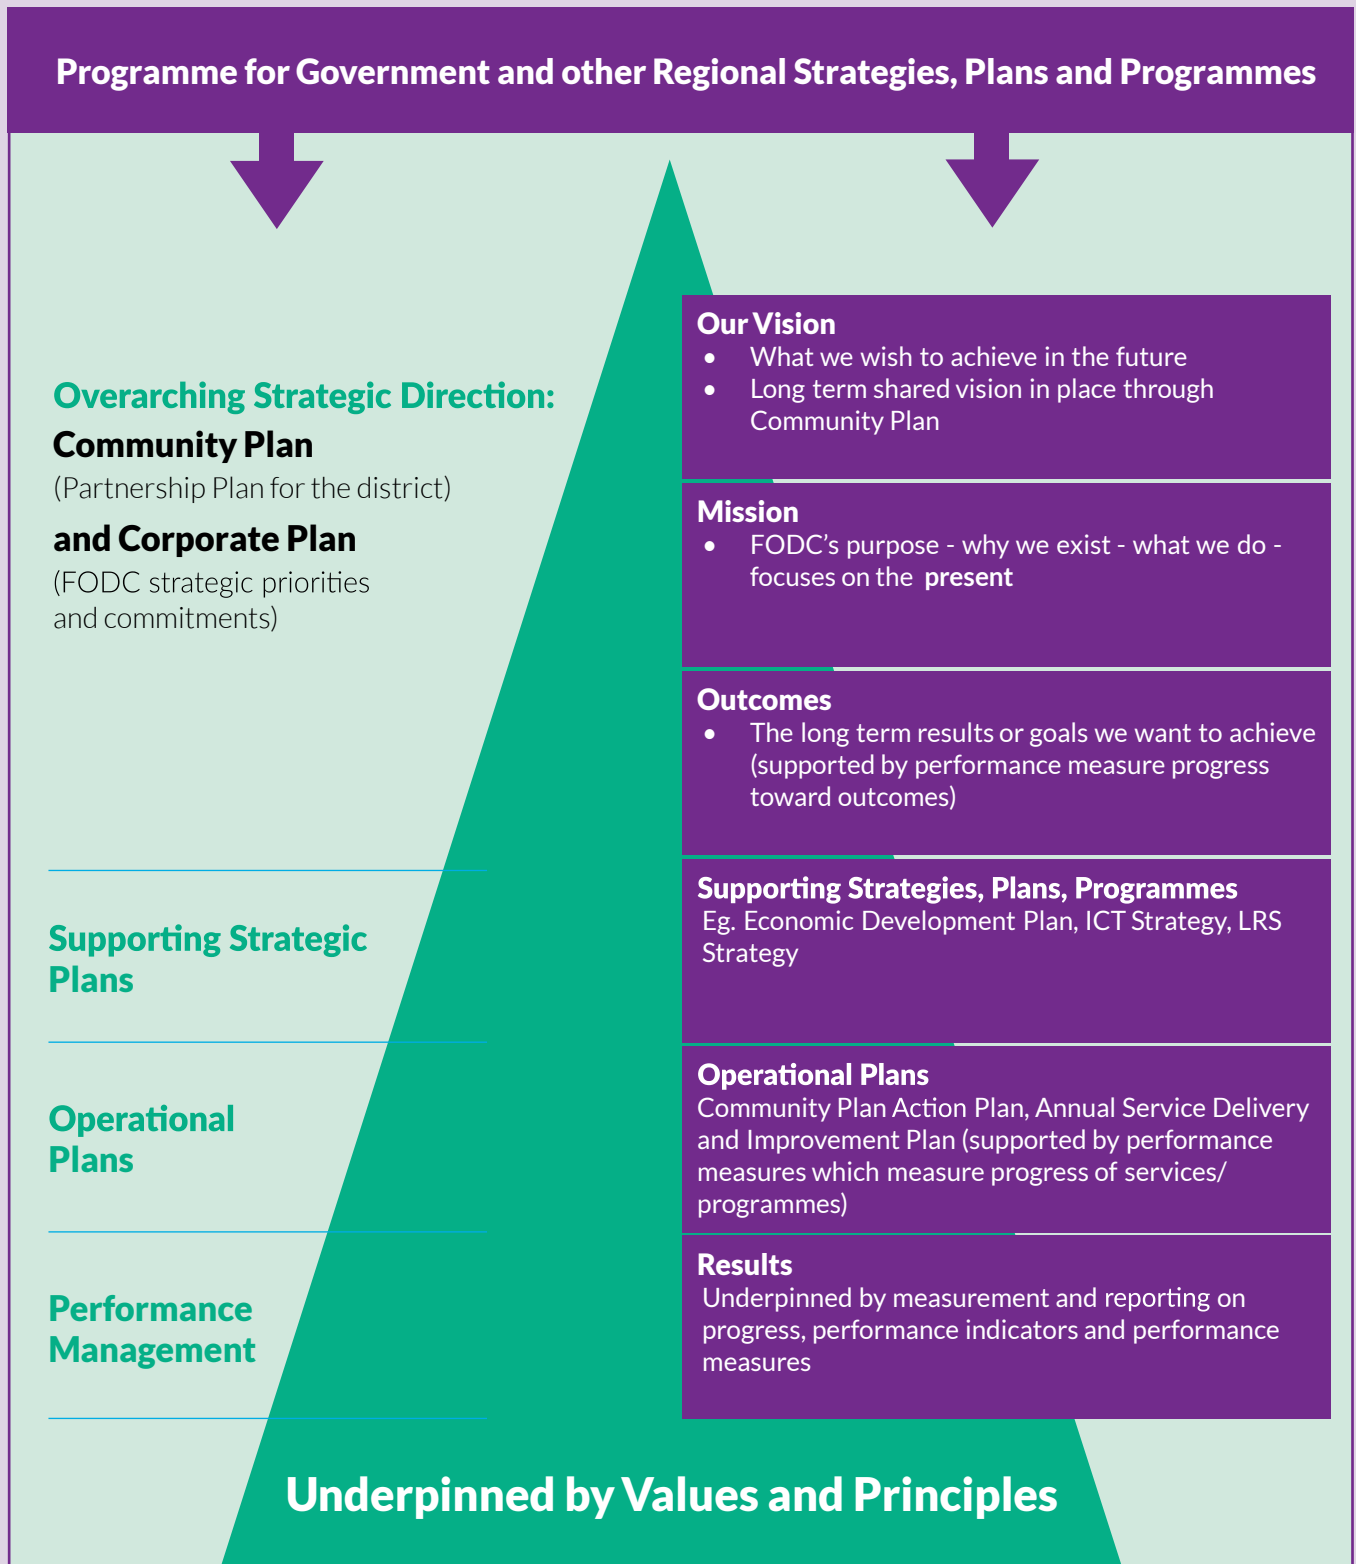 Programme for Government and other Regional Strategies, Plans and Programmes
Overarching Strategic Direction:
Community Plan
(Partnership Plan for the district)
and Corporate Plan
(FODC strategic priorities
and commitments)
Our Vision
• What we wish to achieve in the future
• Long term shared vision in place through
Community Plan
Mission
• FODC’s purpose - why we exist - what we do -
focuses on the present
Outcomes
• The long term results or goals we want to achieve
(supported by performance measure progress
toward outcomes)
Supporting Strategic
Plans
Supporting Strategies, Plans, Programmes
Eg. Economic Development Plan, ICT Strategy, LRS
Strategy
Operational
Plans
Operational Plans
Community Plan Action Plan, Annual Service Delivery
and Improvement Plan (supported by performance
measures which measure progress of services/
programmes)
Performance
Management
Results
Underpinned by measurement and reporting on
progress, performance indicators and performance
measures
Underpinned by Values and Principles